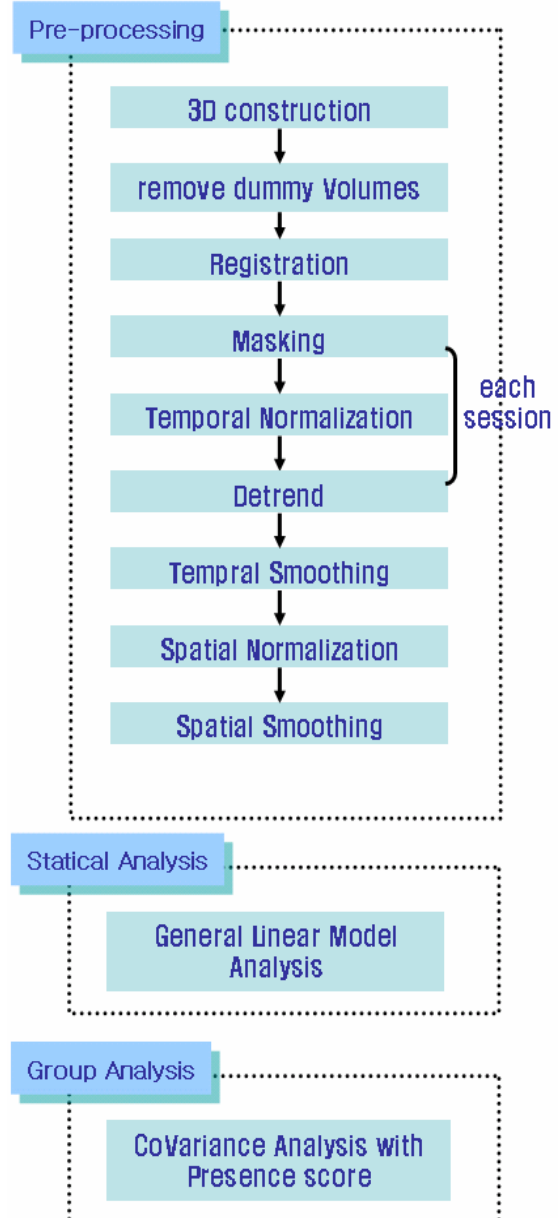 Pre-processing
3D construction
remove dummy Volumes
Registration
Masking
each
session
Temporal Normalization
Detrend
Tempral Smoothing
Spatial Normalization
Spatial Smoothing
Statical Analysis
General Linear Model
Analysis
Group Analysis
CoVariance Analysis with
Presence score